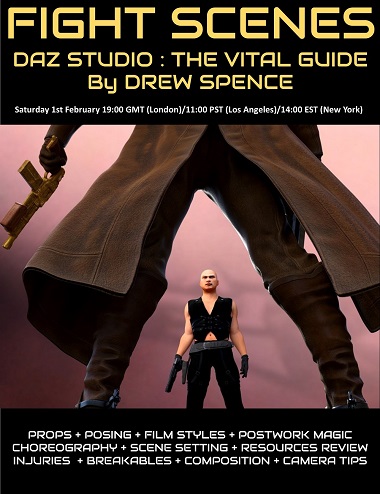 FIGHT SCENES
DAZ STUDIO : THE VITAL GUIDE
By DREW SPENCE
Saturday 1st February 19:00 GMT (London)/11:00 PST (Los Angeles)/14:00 EST (New York)
PROPS + POSING + FILM STYLES + POSTWORK MAGIC
CHOREOGRAPHY + SCENE SETTING + RESOURCES REVIEW
INJURIES + BREAKABLES + COMPOSITION + CAMERA TIPS